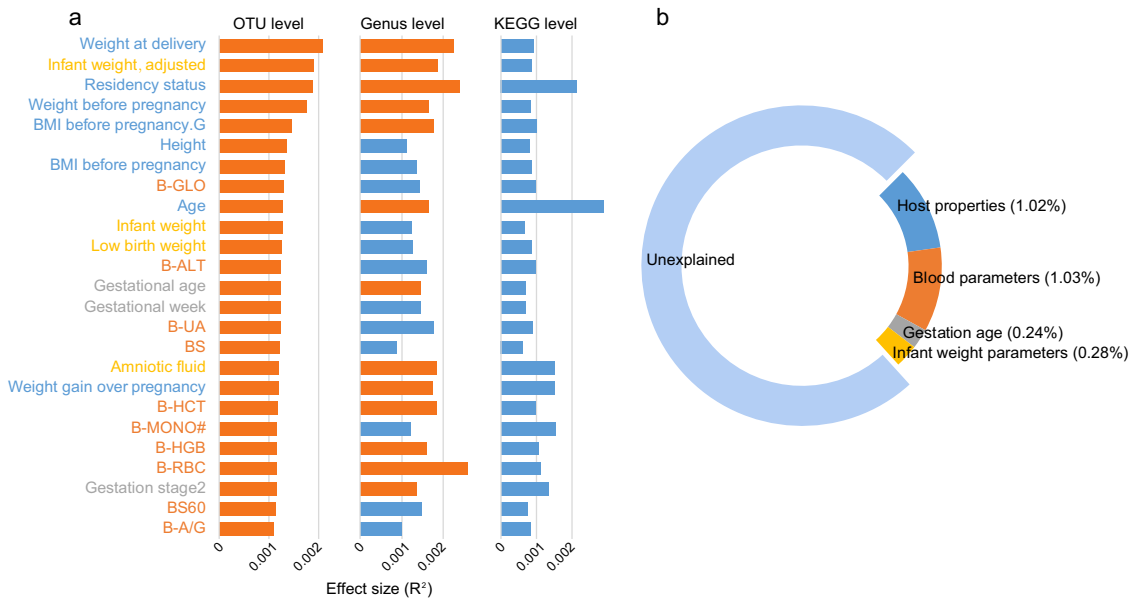 a
OTU level
Genus level
KEGG level
Weight at delivery
Infant weight, adjusted
Residency status
Weight before pregnancy
BMI before pregnancy.G
Height
BMI before pregnancy
B-GLO
Age
Infant weight
Low birth weight
B-ALT
Gestational age
Gestational week
B-UA
BS
Amniotic fluid
Weight gain over pregnancy
B-HCT
B-MONO#
B-HGB
B-RBC
Gestation stage2
BS60
B-A/G
0
0.001
0.002
0
0.001
0.002
0
0.001
0.002
Effect size (R²)
b
Unexplained
Host properties (1.02%)
Blood parameters (1.03%)
Gestation age (0.24%)
Infant weight parameters (0.28%)